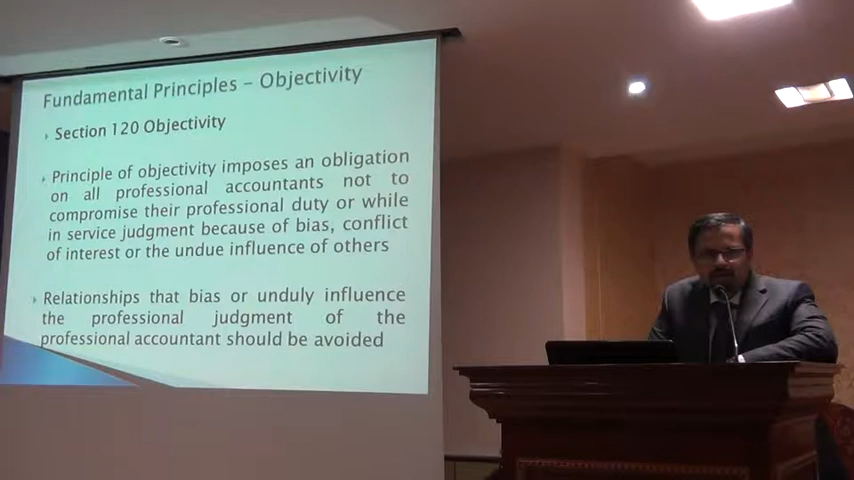 Fundamental Principles – Objectivity
Section 120 Objectivity
Principle of objectivity imposes an obligation
on all professional accountants not to
compromise their professional duty or while
in service judgment because of bias, conflict
of interest or the undue influence of others
Relationships that bias or unduly influence
the professional judgment of the
professional accountant should be avoided